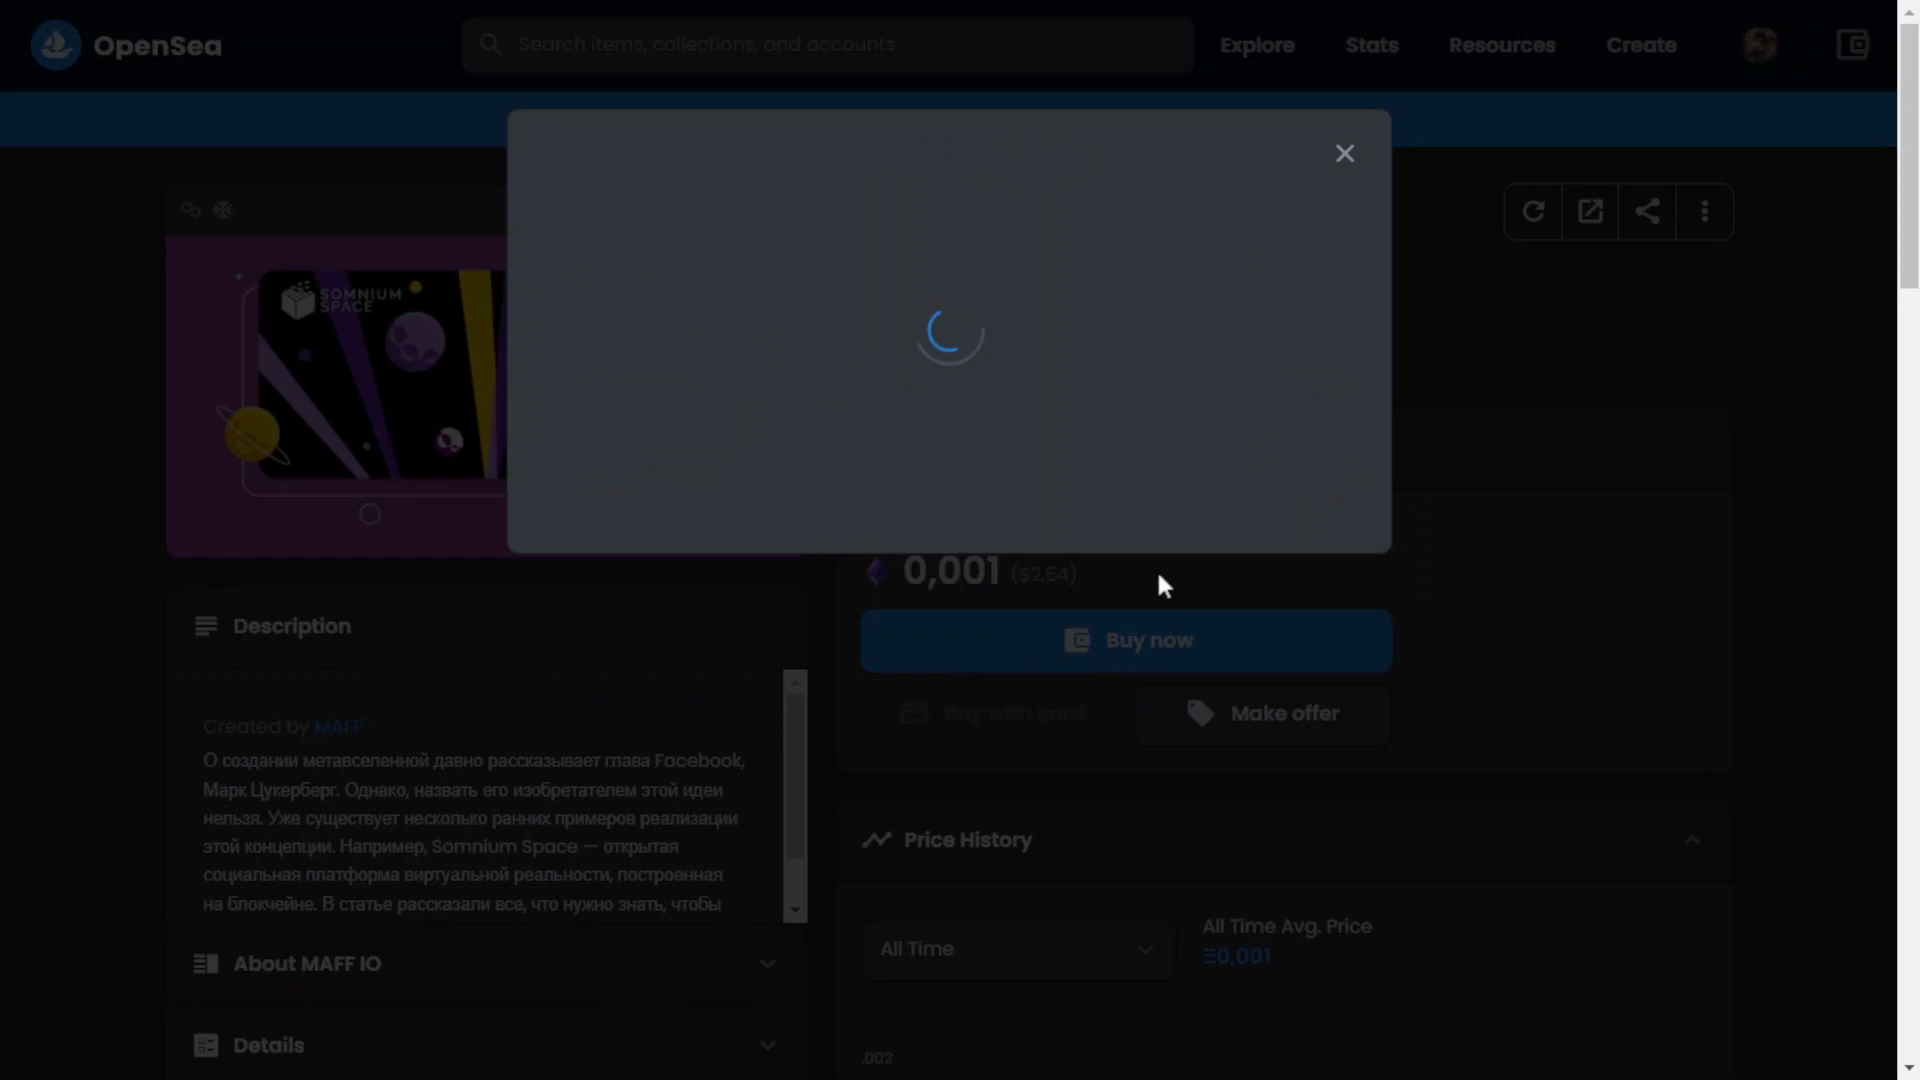 OpenSea
Search items, collections, and accounts
Explore
Stats
Resources
Create
SOMNIUM
SPACE
0,001 ($2,54)
Buy now
Buy with card
Make offer
Description
Created by MAFF
О создании метавселенной давно рассказывает глава Facebook,
Марк Цукерберг. Однако, назвать его изобретателем этой идеи
нельзя. Уже существует несколько ранних примеров реализации
этой концепции. Например, Somnium Space — открытая
социальная платформа виртуальной реальности, построенная
на блокчейне. В статье рассказали все, что нужно знать, чтобы
About MAFF IO
Details
Price History
All Time
All Time Avg. Price
Ξ0,001
.002